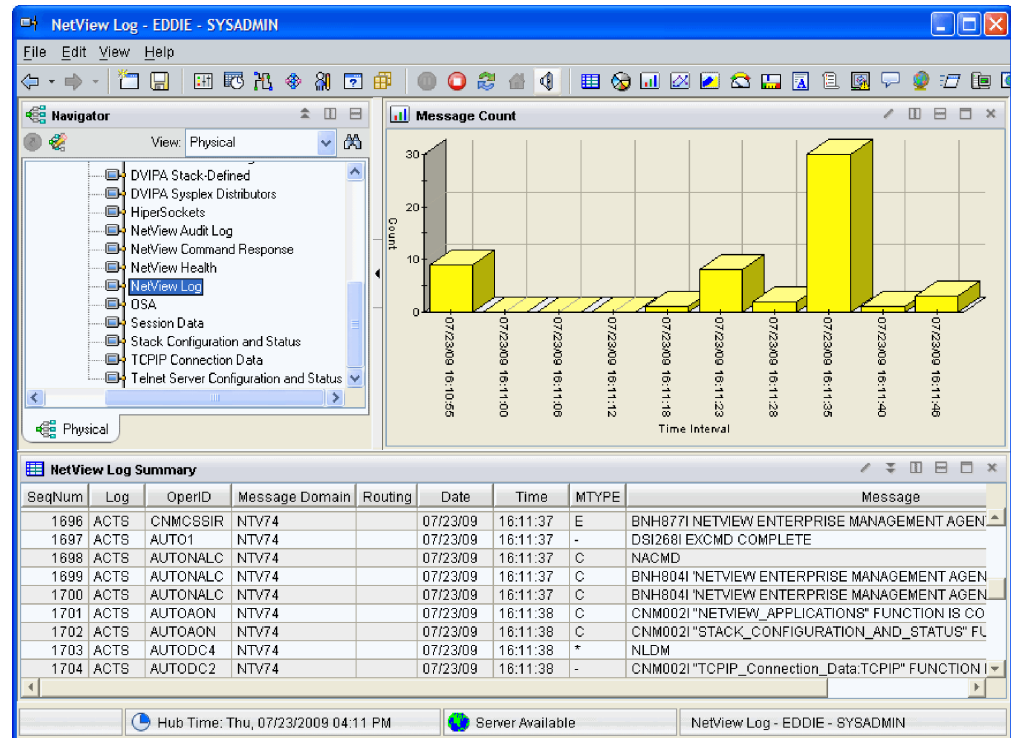 NetView Log - EDDIE - SYSADMIN
File Edit View Help
Navigator
View: Physical
DVIPA Stack-Defined
DVIPA Sysplex Distributors
HiperSockets
NetView Audit Log
NetView Command Response
NetView Health
NetView Log
OSA
Session Data
Stack Configuration and Status
TCPIP Connection Data
Telnet Server Configuration and Status
Physical
Message Count
30
20
10
0
Count
07/23/09 16:10:55
07/23/09 16:11:00
07/23/09 16:11:06
07/23/09 16:11:12
07/23/09 16:11:18
07/23/09 16:11:23
07/23/09 16:11:28
07/23/09 16:11:35
07/23/09 16:11:40
07/23/09 16:11:46
Time Interval
NetView Log Summary
SeqNum Log OperID Message Domain Routing Date Time MTYPE Message
1696 ACTS CNMCSSIR NTV74 07/23/09 16:11:37 E BNH877I NETVIEW ENTERPRISE MANAGEMENT AGEN
1697 ACTS AUTO1 NTV74 07/23/09 16:11:37 - DSI268I EXCMD COMPLETE
1698 ACTS AUTONALC NTV74 07/23/09 16:11:37 C NACMD
1699 ACTS AUTONALC NTV74 07/23/09 16:11:37 C BNH804I 'NETVIEW ENTERPRISE MANAGEMENT AGEN
1700 ACTS AUTONALC NTV74 07/23/09 16:11:37 C BNH804I 'NETVIEW ENTERPRISE MANAGEMENT AGEN
1701 ACTS AUTOAON NTV74 07/23/09 16:11:38 C CNM002I "NETVIEW_APPLICATIONS" FUNCTION IS CO
1702 ACTS AUTOAON NTV74 07/23/09 16:11:38 C CNM002I "STACK_CONFIGURATION_AND_STATUS" FU
1703 ACTS AUTODC4 NTV74 07/23/09 16:11:38 * NLDM
1704 ACTS AUTODC2 NTV74 07/23/09 16:11:38 - CNM002I "TCPIP_Connection_Data:TCPIP" FUNCTION I
Hub Time: Thu, 07/23/2009 04:11 PM
Server Available
NetView Log - EDDIE - SYSADMIN